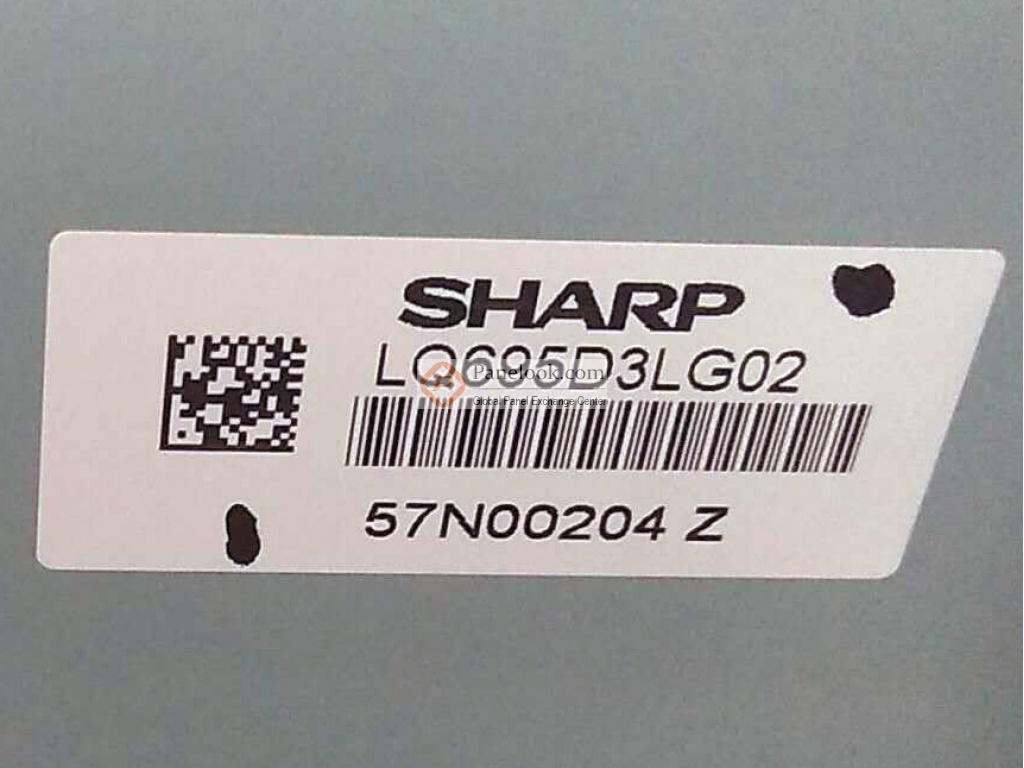 SHARP
LQ695D3LG02
Panelook.com
Global Panel Exchange Center
57N00204 Z